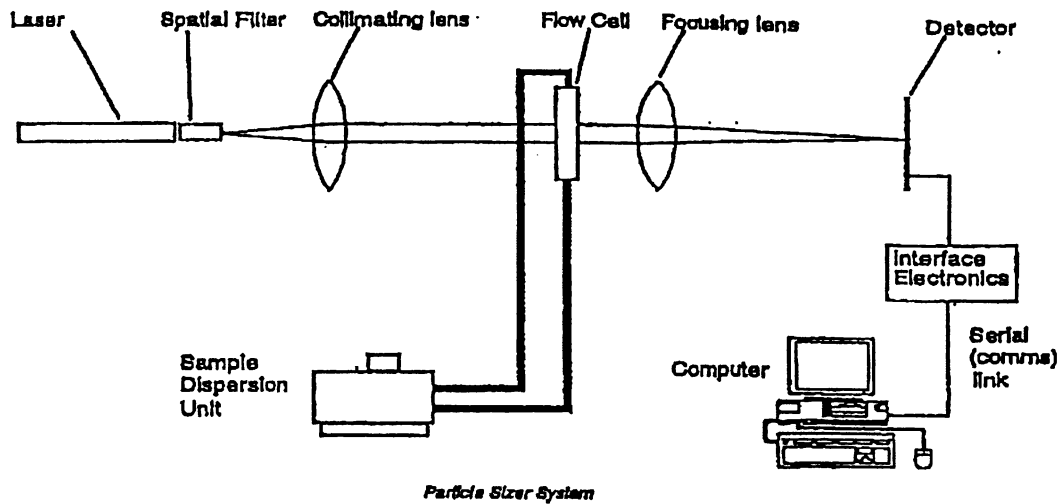 Laser
Spatial Filter
Collimating lens
Flow Cell
Focusing lens
Detector
Interface
Electronics
Sample
Dispersion
Unit
Computer
Serial
(comms)
link
Particle Sizer System